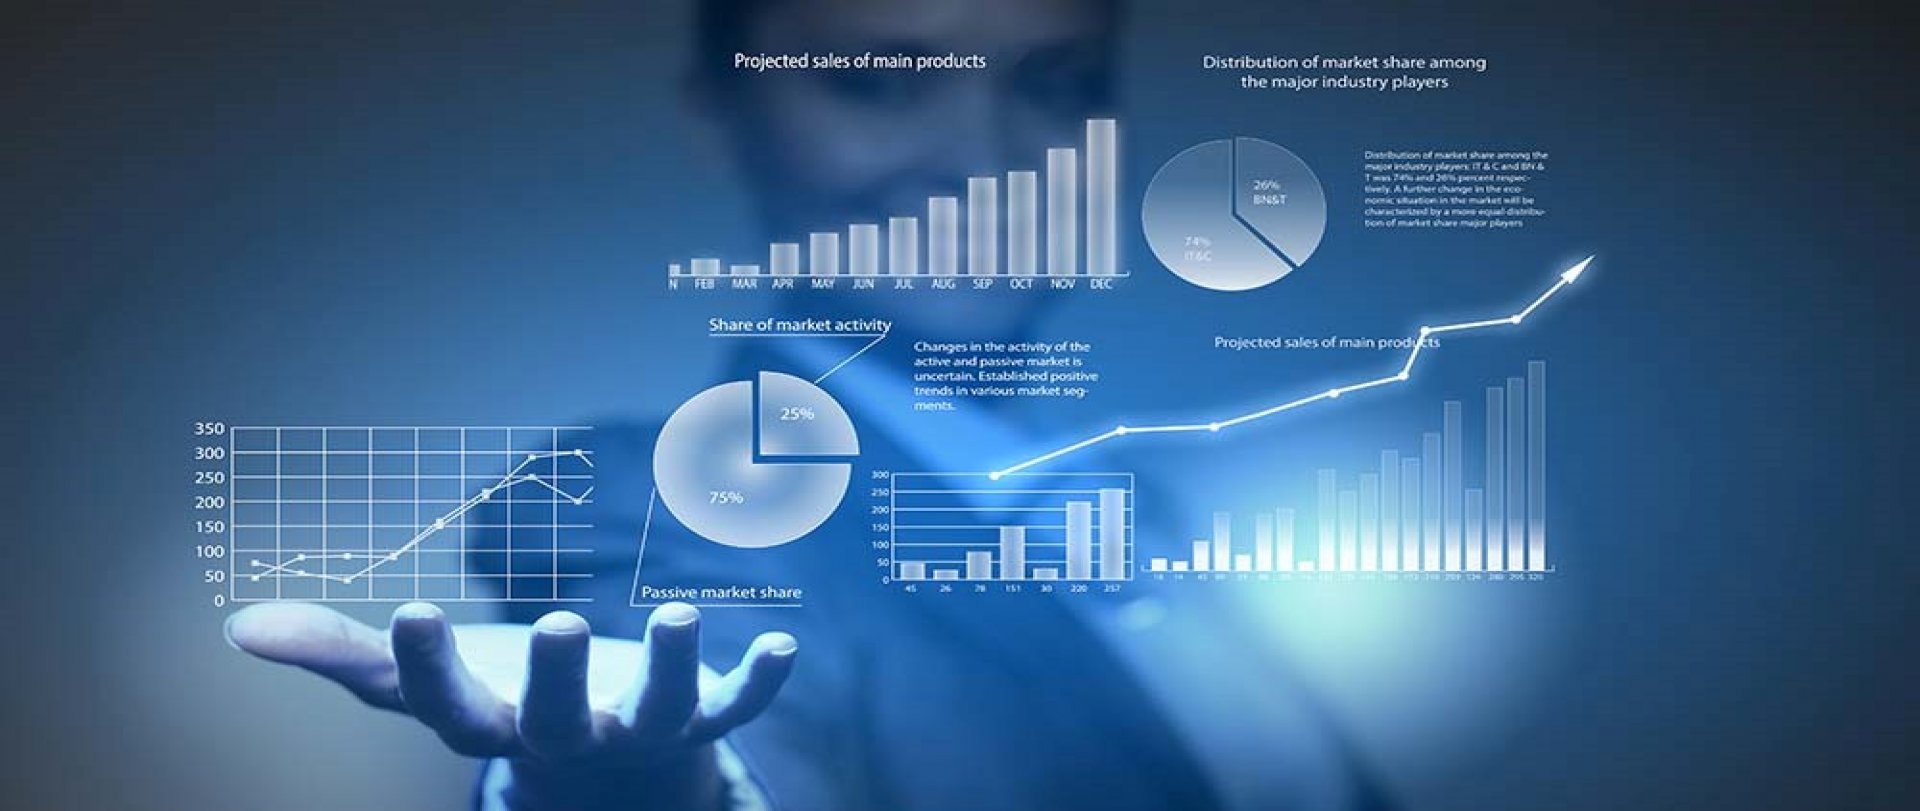 Projected sales of main products
Distribution of market share among
the major industry players
26%
BN&T
74%
IT&C
Distribution of market share among the
major industry players: IT & C and BN &
T was 74% and 26% percent respec-
tively. A further change in the eco-
nomic situation in the market will be
characterized by a more equal distribu-
tion of market share major players
N FEB MAR APR MAY JUN JUL AUG SEP OCT NOV DEC
Share of market activity
Changes in the activity of the
active and passive market is
uncertain. Established positive
trends in various market seg-
ments.
25%
75%
Passive market share
Projected sales of main products
350
300
250
200
150
100
50
0
300
250
200
150
100
50
0
45 26 78 151 30 220 257